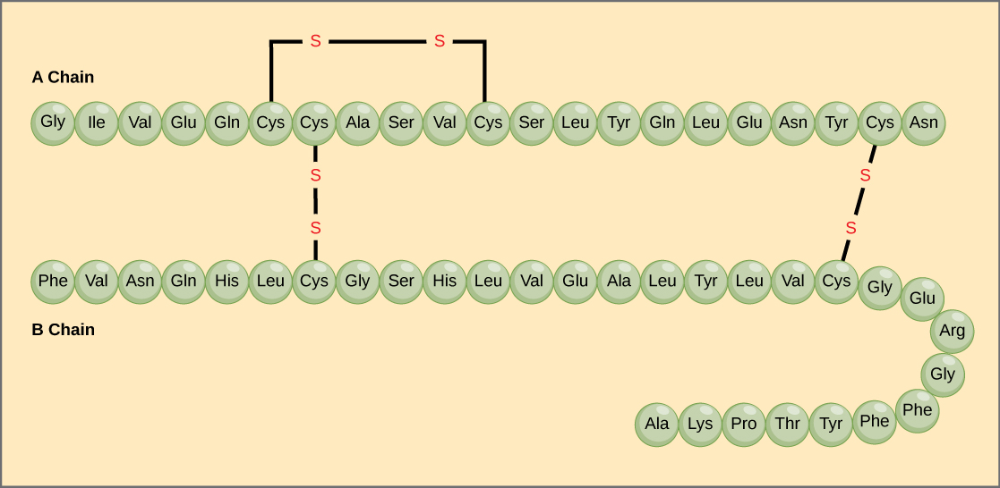 S S
A Chain
Gly Ile Val Glu Gln Cys Cys Ala Ser Val Cys Ser Leu Tyr Gln Leu Glu Asn Tyr Cys Asn
S S
S S
Phe Val Asn Gln His Leu Cys Gly Ser His Leu Val Glu Ala Leu Tyr Leu Val Cys Gly Glu
Arg
B Chain
Gly
Ala Lys Pro Thr Tyr Phe Phe